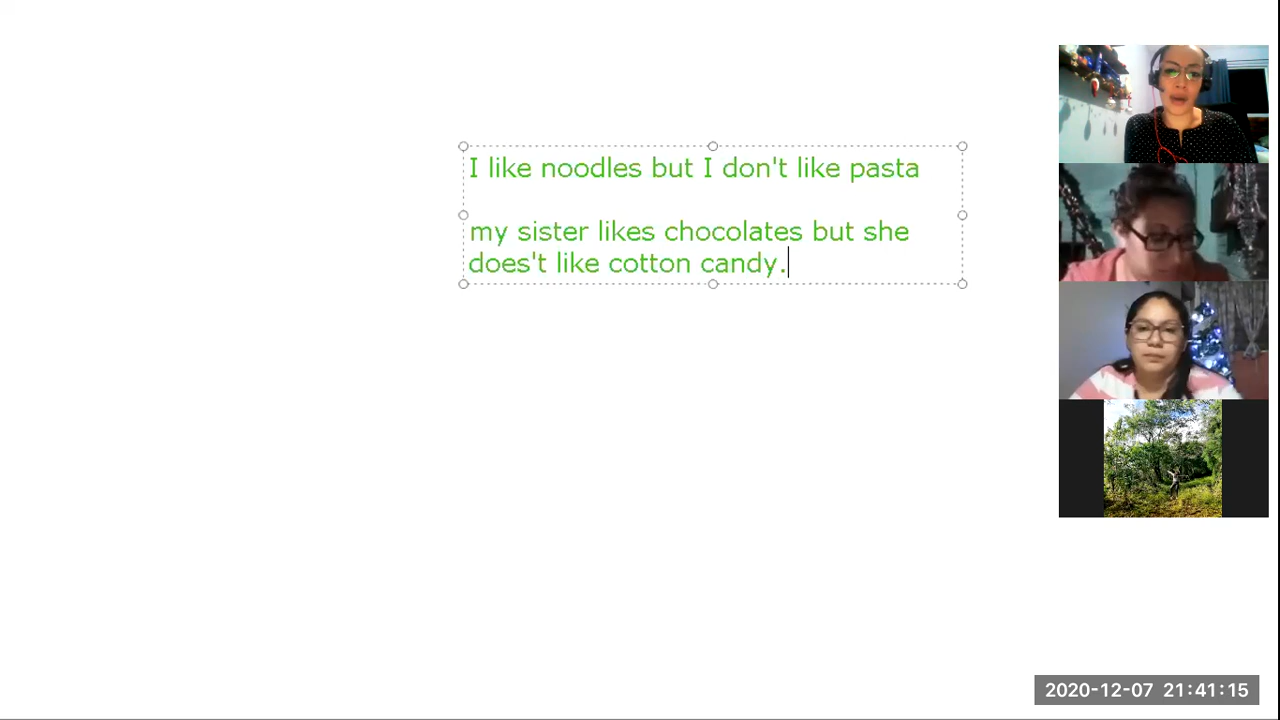 I like noodles but I don't like pasta
my sister likes chocolates but she
does't like cotton candy.
2020-12-07 21:41:15